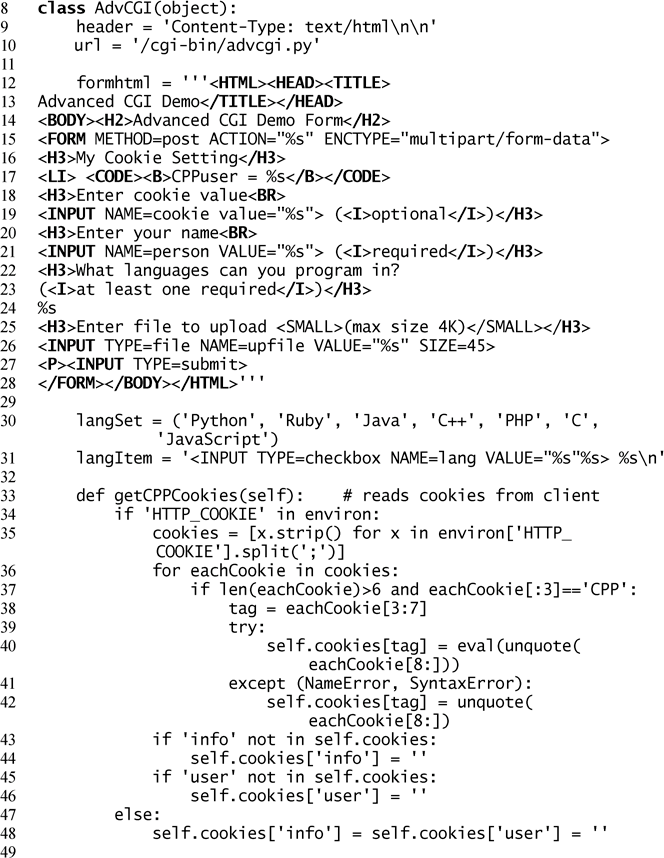 8 class AdvCGI(object):
9 header = 'Content-Type: text/html\n\n'
10 url = '/cgi-bin/advcgi.py'
11
12 formhtml = '''<HTML><HEAD><TITLE>
13 Advanced CGI Demo</TITLE></HEAD>
14 <BODY><H2>Advanced CGI Demo Form</H2>
15 <FORM METHOD=post ACTION="%s" ENCTYPE="multipart/form-data">
16 <H3>My Cookie Setting</H3>
17 <LI> <CODE><B>CPPuser = %s</B></CODE>
18 <H3>Enter cookie value<BR>
19 <INPUT NAME=cookie value="%s"> (<I>optional</I>)</H3>
20 <H3>Enter your name<BR>
21 <INPUT NAME=person VALUE="%s"> (<I>required</I>)</H3>
22 <H3>What languages can you program in?
23 (<I>at least one required</I>)</H3>
24 %s
25 <H3>Enter file to upload <SMALL>(max size 4K)</SMALL></H3>
26 <INPUT TYPE=file NAME=upfile VALUE="%s" SIZE=45>
27 <P><INPUT TYPE=submit>
28 </FORM></BODY></HTML>'''
29
30 langSet = ('Python', 'Ruby', 'Java', 'C++', 'PHP', 'C',
'JavaScript')
31 langItem = '<INPUT TYPE=checkbox NAME=lang VALUE="%s"%s> %s\n'
32
33 def getCPPCookies(self): # reads cookies from client
34 if 'HTTP_COOKIE' in environ:
35 cookies = [x.strip() for x in environ['HTTP_
COOKIE'].split(';')]
36 for eachCookie in cookies:
37 if len(eachCookie)>6 and eachCookie[:3]=='CPP':
38 tag = eachCookie[3:7]
39 try:
40 self.cookies[tag] = eval(unquote(
eachCookie[8:]))
41 except (NameError, SyntaxError):
42 self.cookies[tag] = unquote(
eachCookie[8:])
43 if 'info' not in self.cookies:
44 self.cookies['info'] = ''
45 if 'user' not in self.cookies:
46 self.cookies['user'] = ''
47 else:
48 self.cookies['info'] = self.cookies['user'] = ''
49